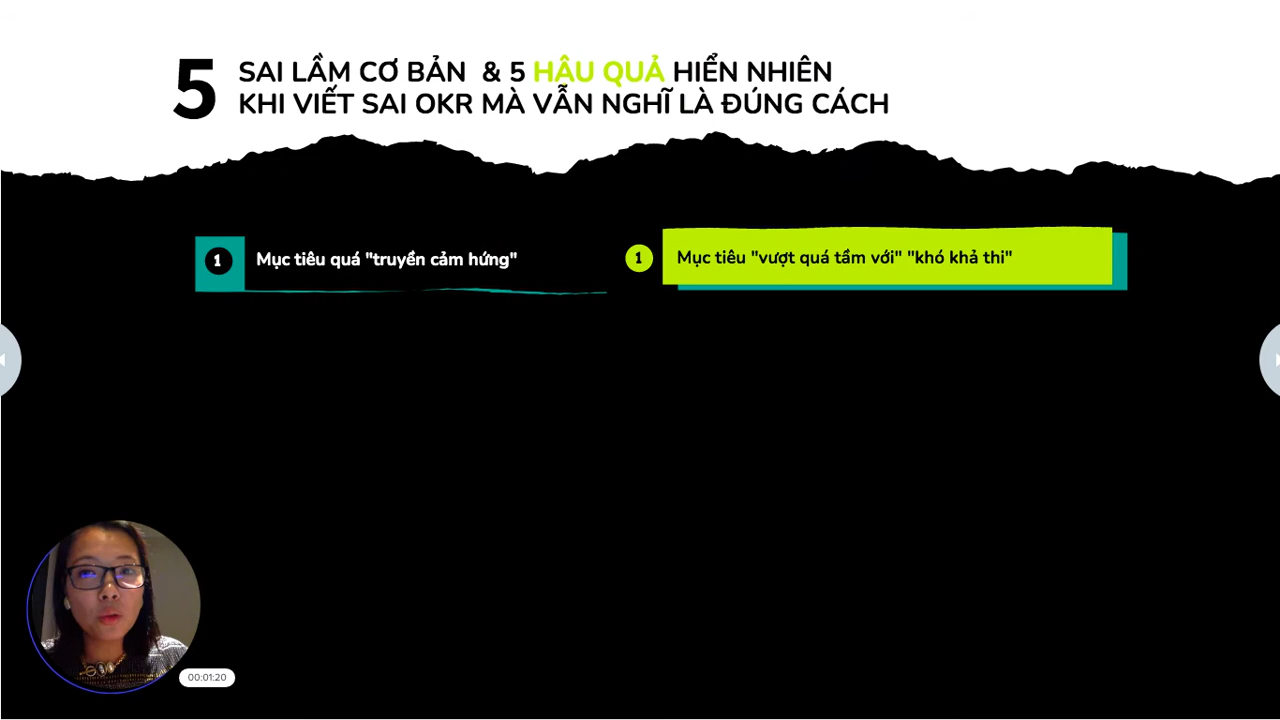 5
SAI LẦM CƠ BẢN & 5 HẬU QUẢ HIỂN NHIÊN
KHI VIẾT SAI OKR MÀ VẪN NGHĨ LÀ ĐÚNG CÁCH
1 Mục tiêu quá "truyền cảm hứng"
1 Mục tiêu "vượt quá tầm với" "khó khả thi"
00:01:20